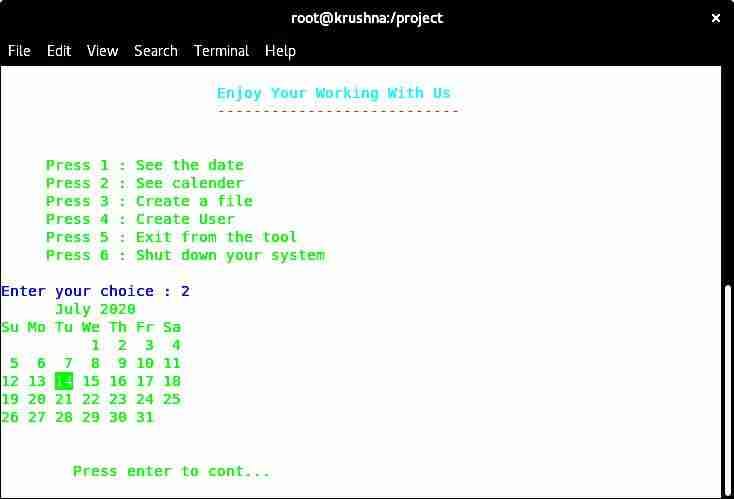 root@krushna:/project ×
File Edit View Search Terminal Help
Enjoy Your Working With Us
---------------------------
Press 1 : See the date
Press 2 : See calender
Press 3 : Create a file
Press 4 : Create User
Press 5 : Exit from the tool
Press 6 : Shut down your system
Enter your choice : 2
July 2020
Su Mo Tu We Th Fr Sa
1 2 3 4
5 6 7 8 9 10 11
12 13 14 15 16 17 18
19 20 21 22 23 24 25
26 27 28 29 30 31
Press enter to cont...